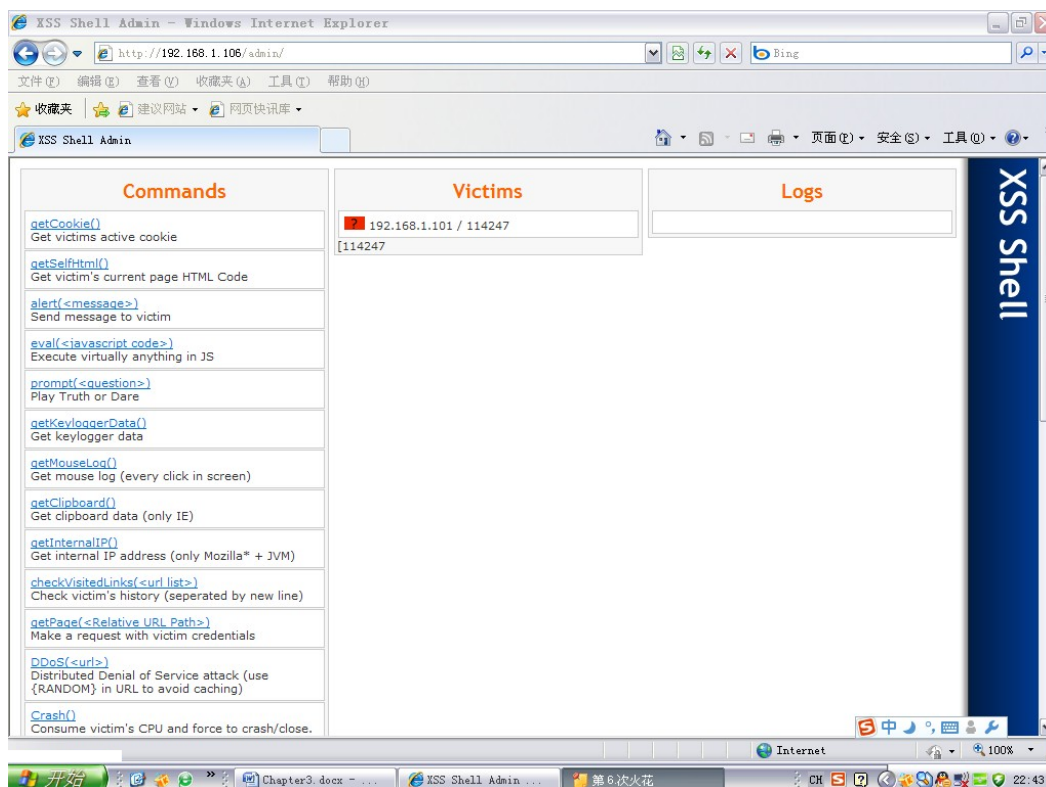 XSS Shell Admin - Windows Internet Explorer
http://192.168.1.106/admin/
Bing
文件(F) 编辑(E) 查看(V) 收藏夹(A) 工具(T) 帮助(H)
收藏夹 建议网站 网页快讯库
XSS Shell Admin
页面(P) 安全(S) 工具(O)
Commands
getCookie()
Get victims active cookie
getSelfHtml()
Get victim's current page HTML Code
alert(<message>)
Send message to victim
eval(<javascript code>)
Execute virtually anything in JS
prompt(<question>)
Play Truth or Dare
getKeyloggerData()
Get keylogger data
getMouseLog()
Get mouse log (every click in screen)
getClipboard()
Get clipboard data (only IE)
getInternalIP()
Get internal IP address (only Mozilla* + JVM)
checkVisitedLinks(<url list>)
Check victim's history (seperated by new line)
getPage(<Relative URL Path>)
Make a request with victim credentials
DDoS(<url>)
Distributed Denial of Service attack (use
{RANDOM} in URL to avoid caching)
Crash()
Consume victim's CPU and force to crash/close.
Victims
? 192.168.1.101 / 114247
[114247
Logs
XSS Shell
中
Internet
100%
开始
Chapter3.docx - ...
XSS Shell Admin ...
第6.次火花
CH
22:43